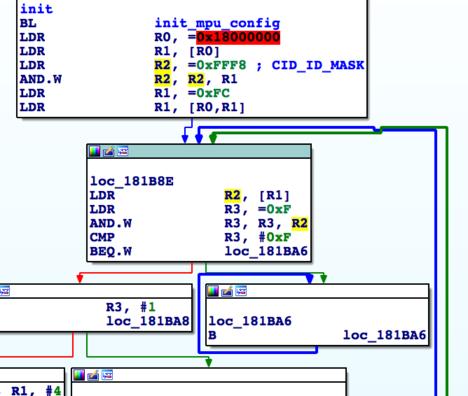 init
BL init_mpu_config
LDR R0, =0x18000000
LDR R1, [R0]
LDR R2, =0xFFF8 ; CID_ID_MASK
AND.W R2, R2, R1
LDR R1, =0xFC
LDR R1, [R0,R1]
loc_181B8E
LDR R2, [R1]
LDR R3, =0xF
AND.W R3, R3, R2
CMP R3, #0xF
BEQ.W loc_181BA6
R3, #1
loc_181BA8
loc_181BA6
B loc_181BA6
R1, #4